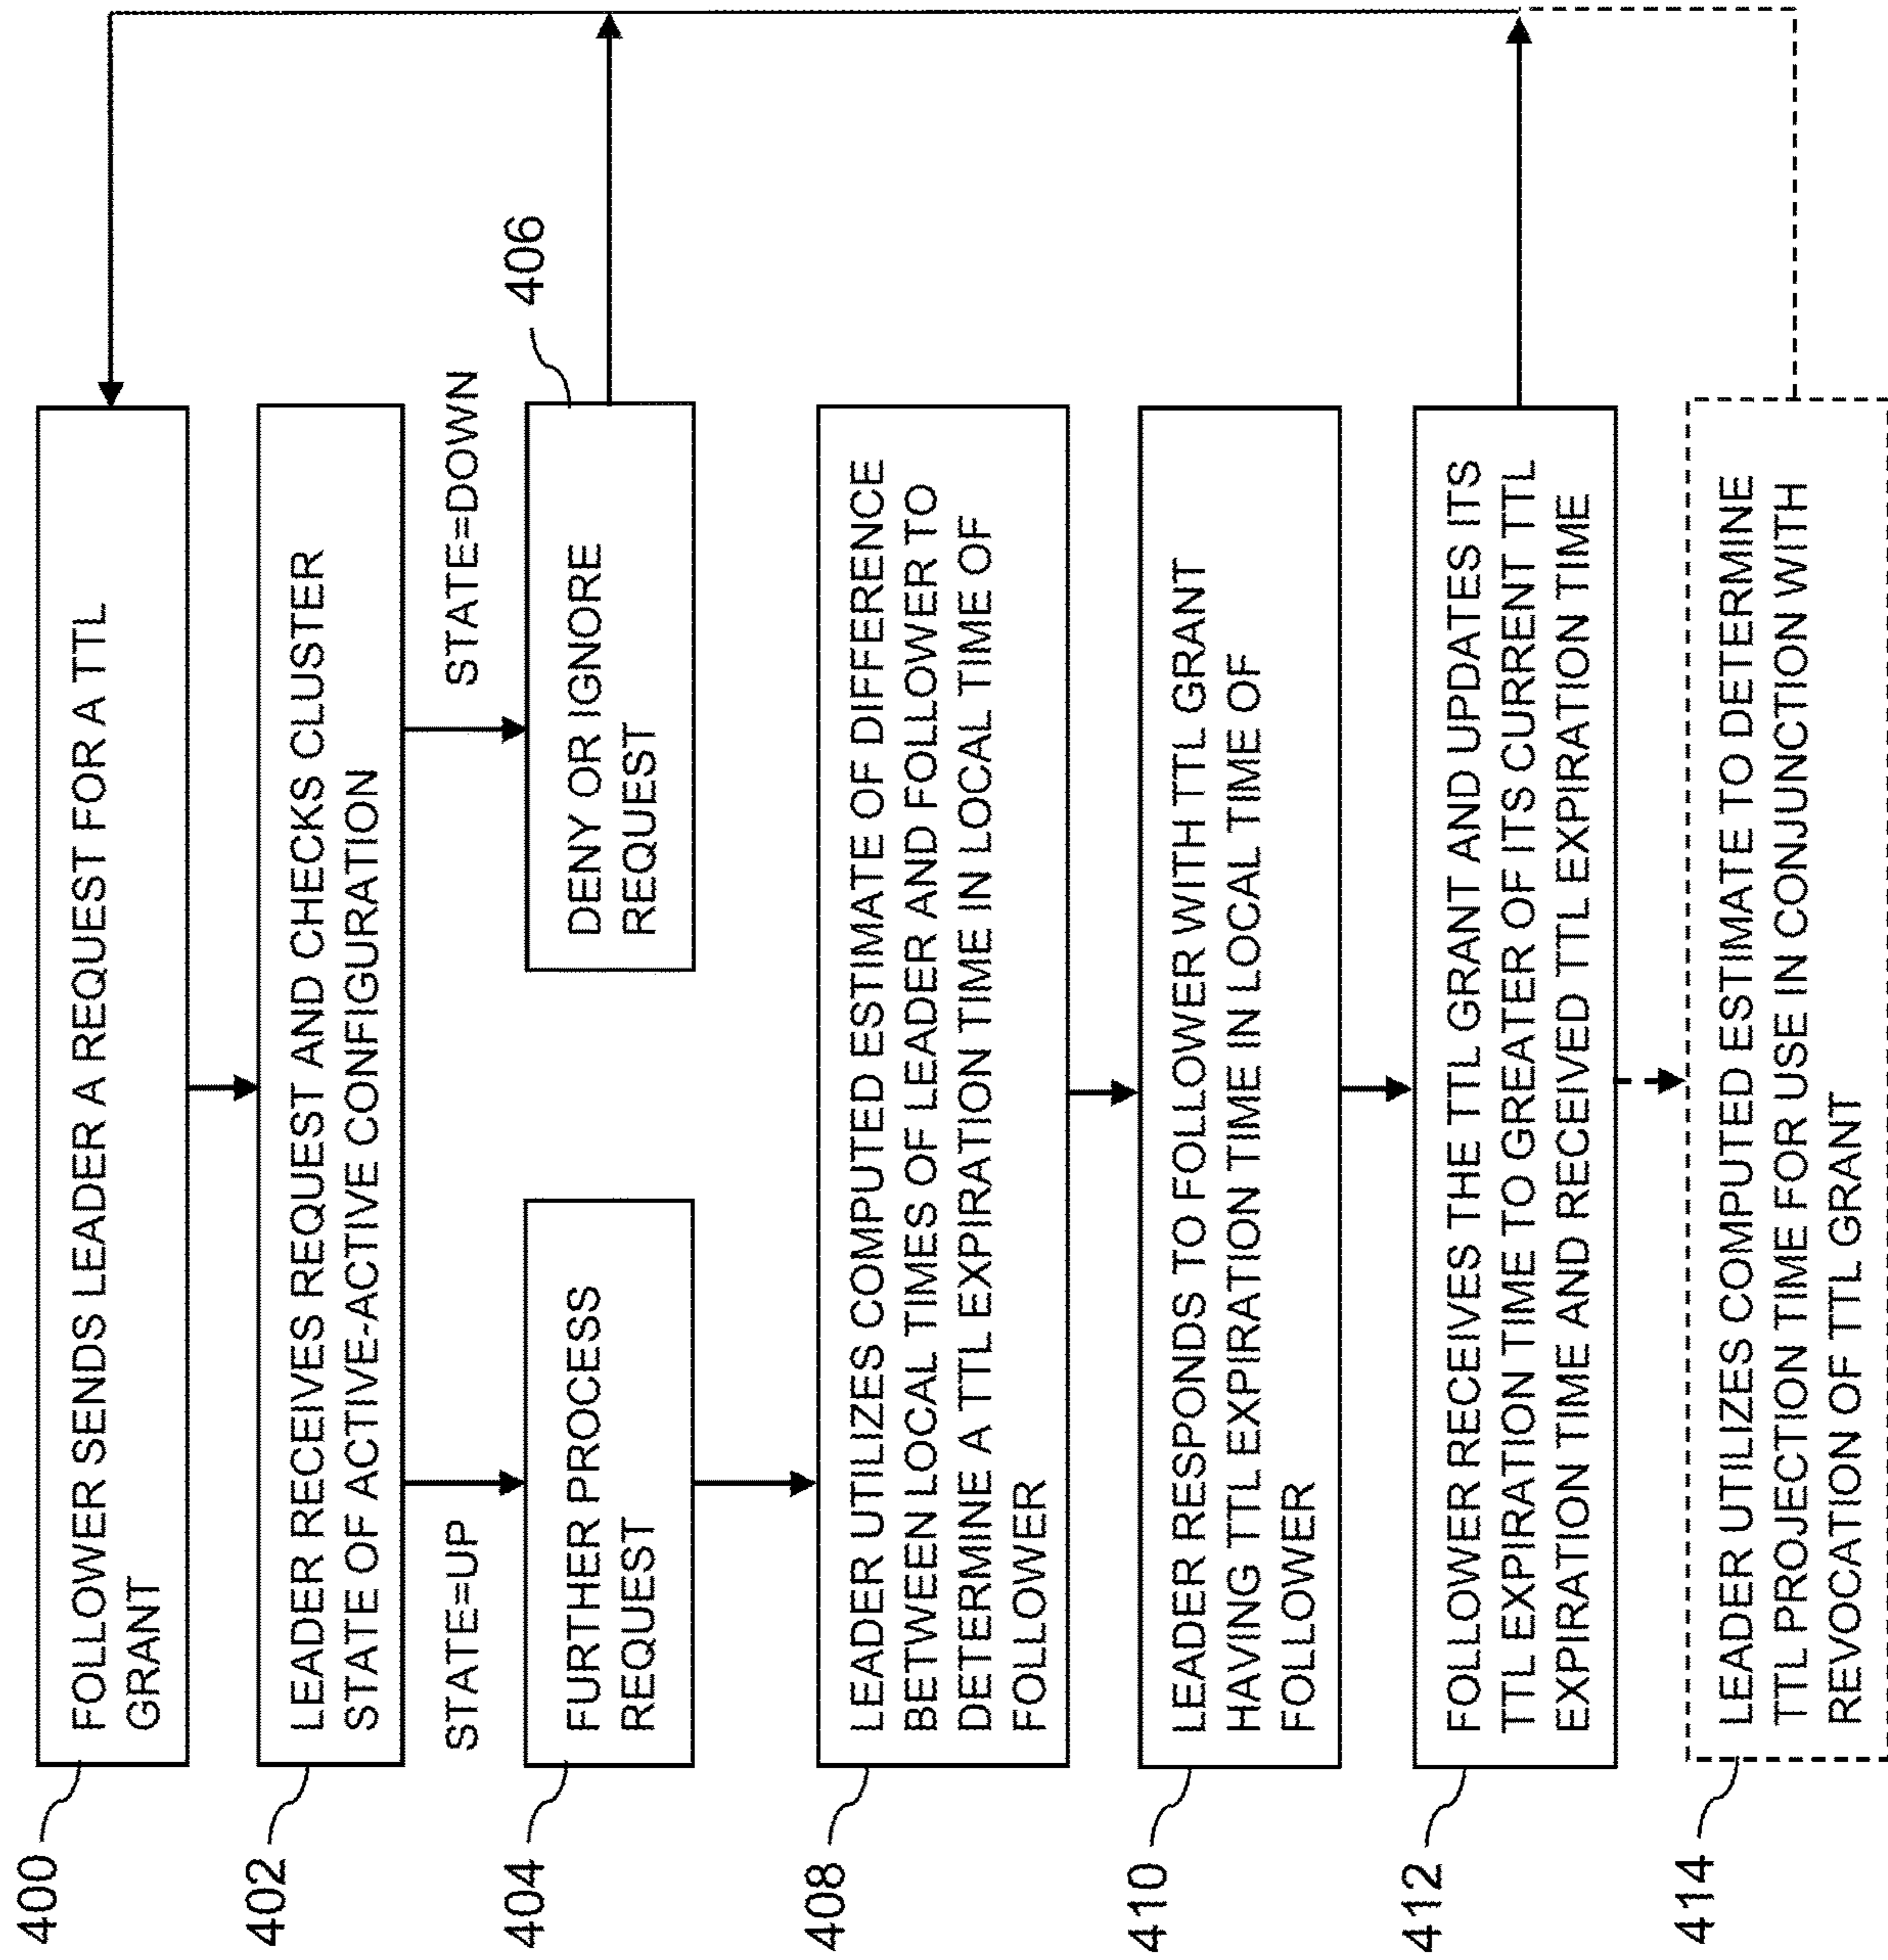 400
FOLLOWER SENDS LEADER A REQUEST FOR A TTL
GRANT
402
LEADER RECEIVES REQUEST AND CHECKS CLUSTER
STATE OF ACTIVE-ACTIVE CONFIGURATION
STATE=UP
STATE=DOWN
404
FURTHER PROCESS
REQUEST
406
DENY OR IGNORE
REQUEST
408
LEADER UTILIZES COMPUTED ESTIMATE OF DIFFERENCE
BETWEEN LOCAL TIMES OF LEADER AND FOLLOWER TO
DETERMINE A TTL EXPIRATION TIME IN LOCAL TIME OF
FOLLOWER
410
LEADER RESPONDS TO FOLLOWER WITH TTL GRANT
HAVING TTL EXPIRATION TIME IN LOCAL TIME OF
FOLLOWER
412
FOLLOWER RECEIVES THE TTL GRANT AND UPDATES ITS
TTL EXPIRATION TIME TO GREATER OF ITS CURRENT TTL
EXPIRATION TIME AND RECEIVED TTL EXPIRATION TIME
414
LEADER UTILIZES COMPUTED ESTIMATE TO DETERMINE
TTL PROJECTION TIME FOR USE IN CONJUNCTION WITH
REVOCATION OF TTL GRANT